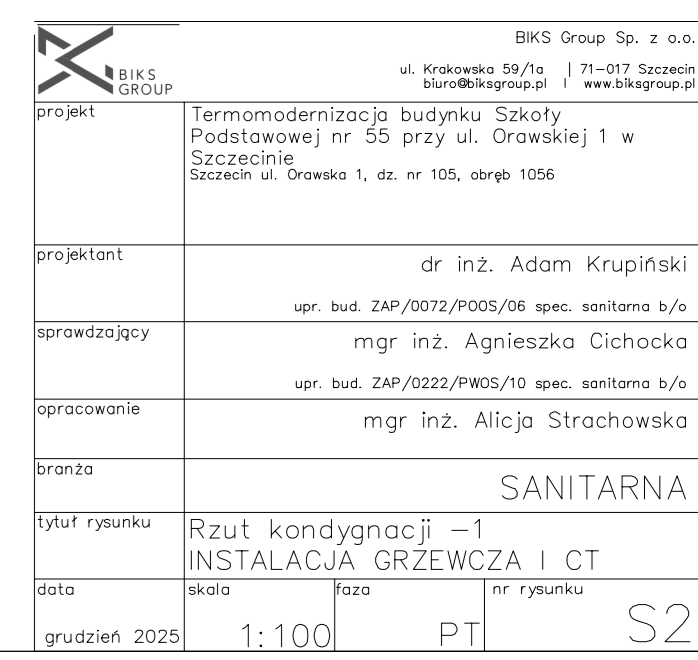 BIKS
GROUP
BIKS Group Sp. z o.o.
ul. Krakowska 59/1a | 71-017 Szczecin
biuro@biksgroup.pl | www.biksgroup.pl
projekt
Termomodernizacja budynku Szkoły
Podstawowej nr 55 przy ul. Orawskiej 1 w
Szczecinie
Szczecin ul. Orawska 1, dz. nr 105, obręb 1056
projektant
dr inż. Adam Krupiński
upr. bud. ZAP/0072/POOS/06 spec. sanitarna b/o
sprawdzający
mgr inż. Agnieszka Cichocka
upr. bud. ZAP/0222/PWOS/10 spec. sanitarna b/o
opracowanie
mgr inż. Alicja Strachowska
branża
SANITARNA
tytuł rysunku
Rzut kondygnacji -1
INSTALACJA GRZEWCZA I CT
data
grudzień 2025
skala
1:100
faza
PT
nr rysunku
S2